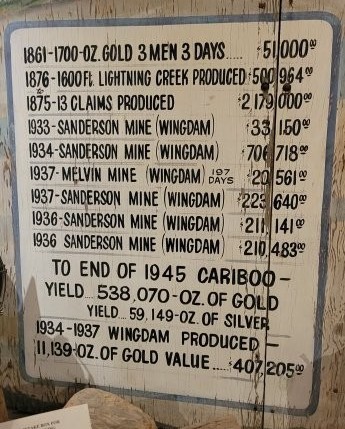 1861-1700-OZ. GOLD 3 MEN 3 DAYS..... $51,000.00
1876-1600 Ft. LIGHTNING CREEK PRODUCED $500,964.00
1875-13 CLAIMS PRODUCED $2,179,000.00
1933-SANDERSON MINE (WINGDAM) $33,150.00
1934-SANDERSON MINE (WINGDAM) $706,718.00
1937-MELVIN MINE (WINGDAM) 197 DAYS $20,561.00
1937-SANDERSON MINE (WINGDAM) $223,640.00
1936-SANDERSON MINE (WINGDAM) $211,141.00
1936 SANDERSON MINE (WINGDAM) $210,483.00
TO END OF 1945 CARIBOO-
YIELD... 538,070-OZ. OF GOLD
YIELD... 59,149-OZ. OF SILVER
1934-1937 WINGDAM PRODUCED-
11,139-OZ. OF GOLD VALUE.....$407,205.00